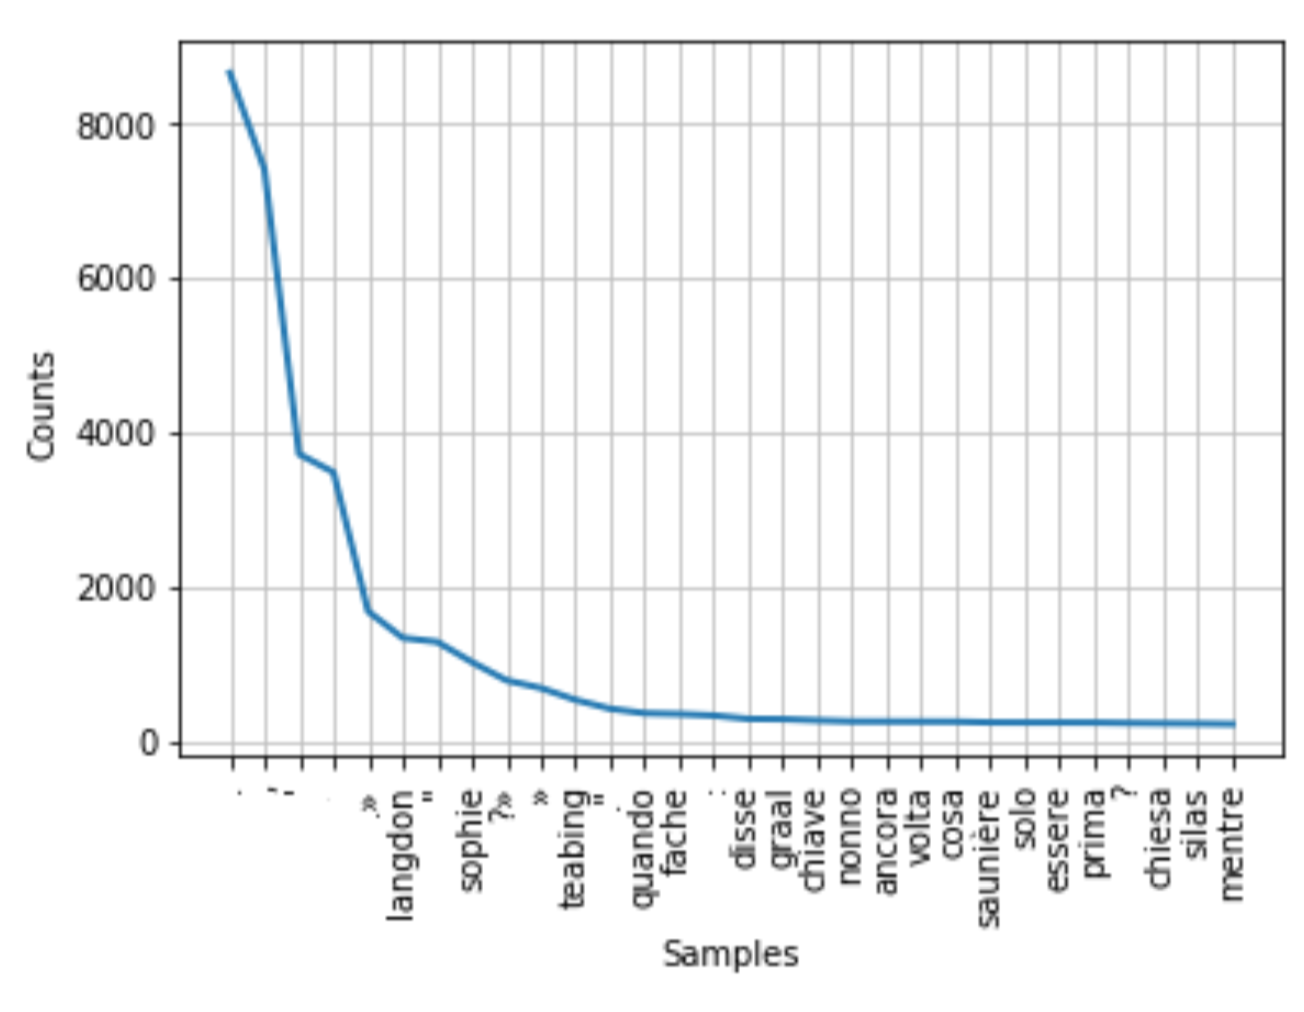 8000
6000
4000
2000
0
Counts
.»
langdon
"
sophie
?»
»
teabing
"
quando
fache
:
disse
graal
chiave
nonno
ancora
volta
cosa
saunière
solo
essere
prima
?
chiesa
silas
mentre
Samples